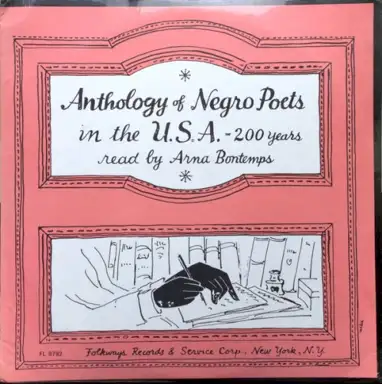 Anthology of Negro Poets
in the U.S.A. - 200 years
read by Arna Bontemps
FL 9792
Folkways Records & Service Corp., New York, N.Y.